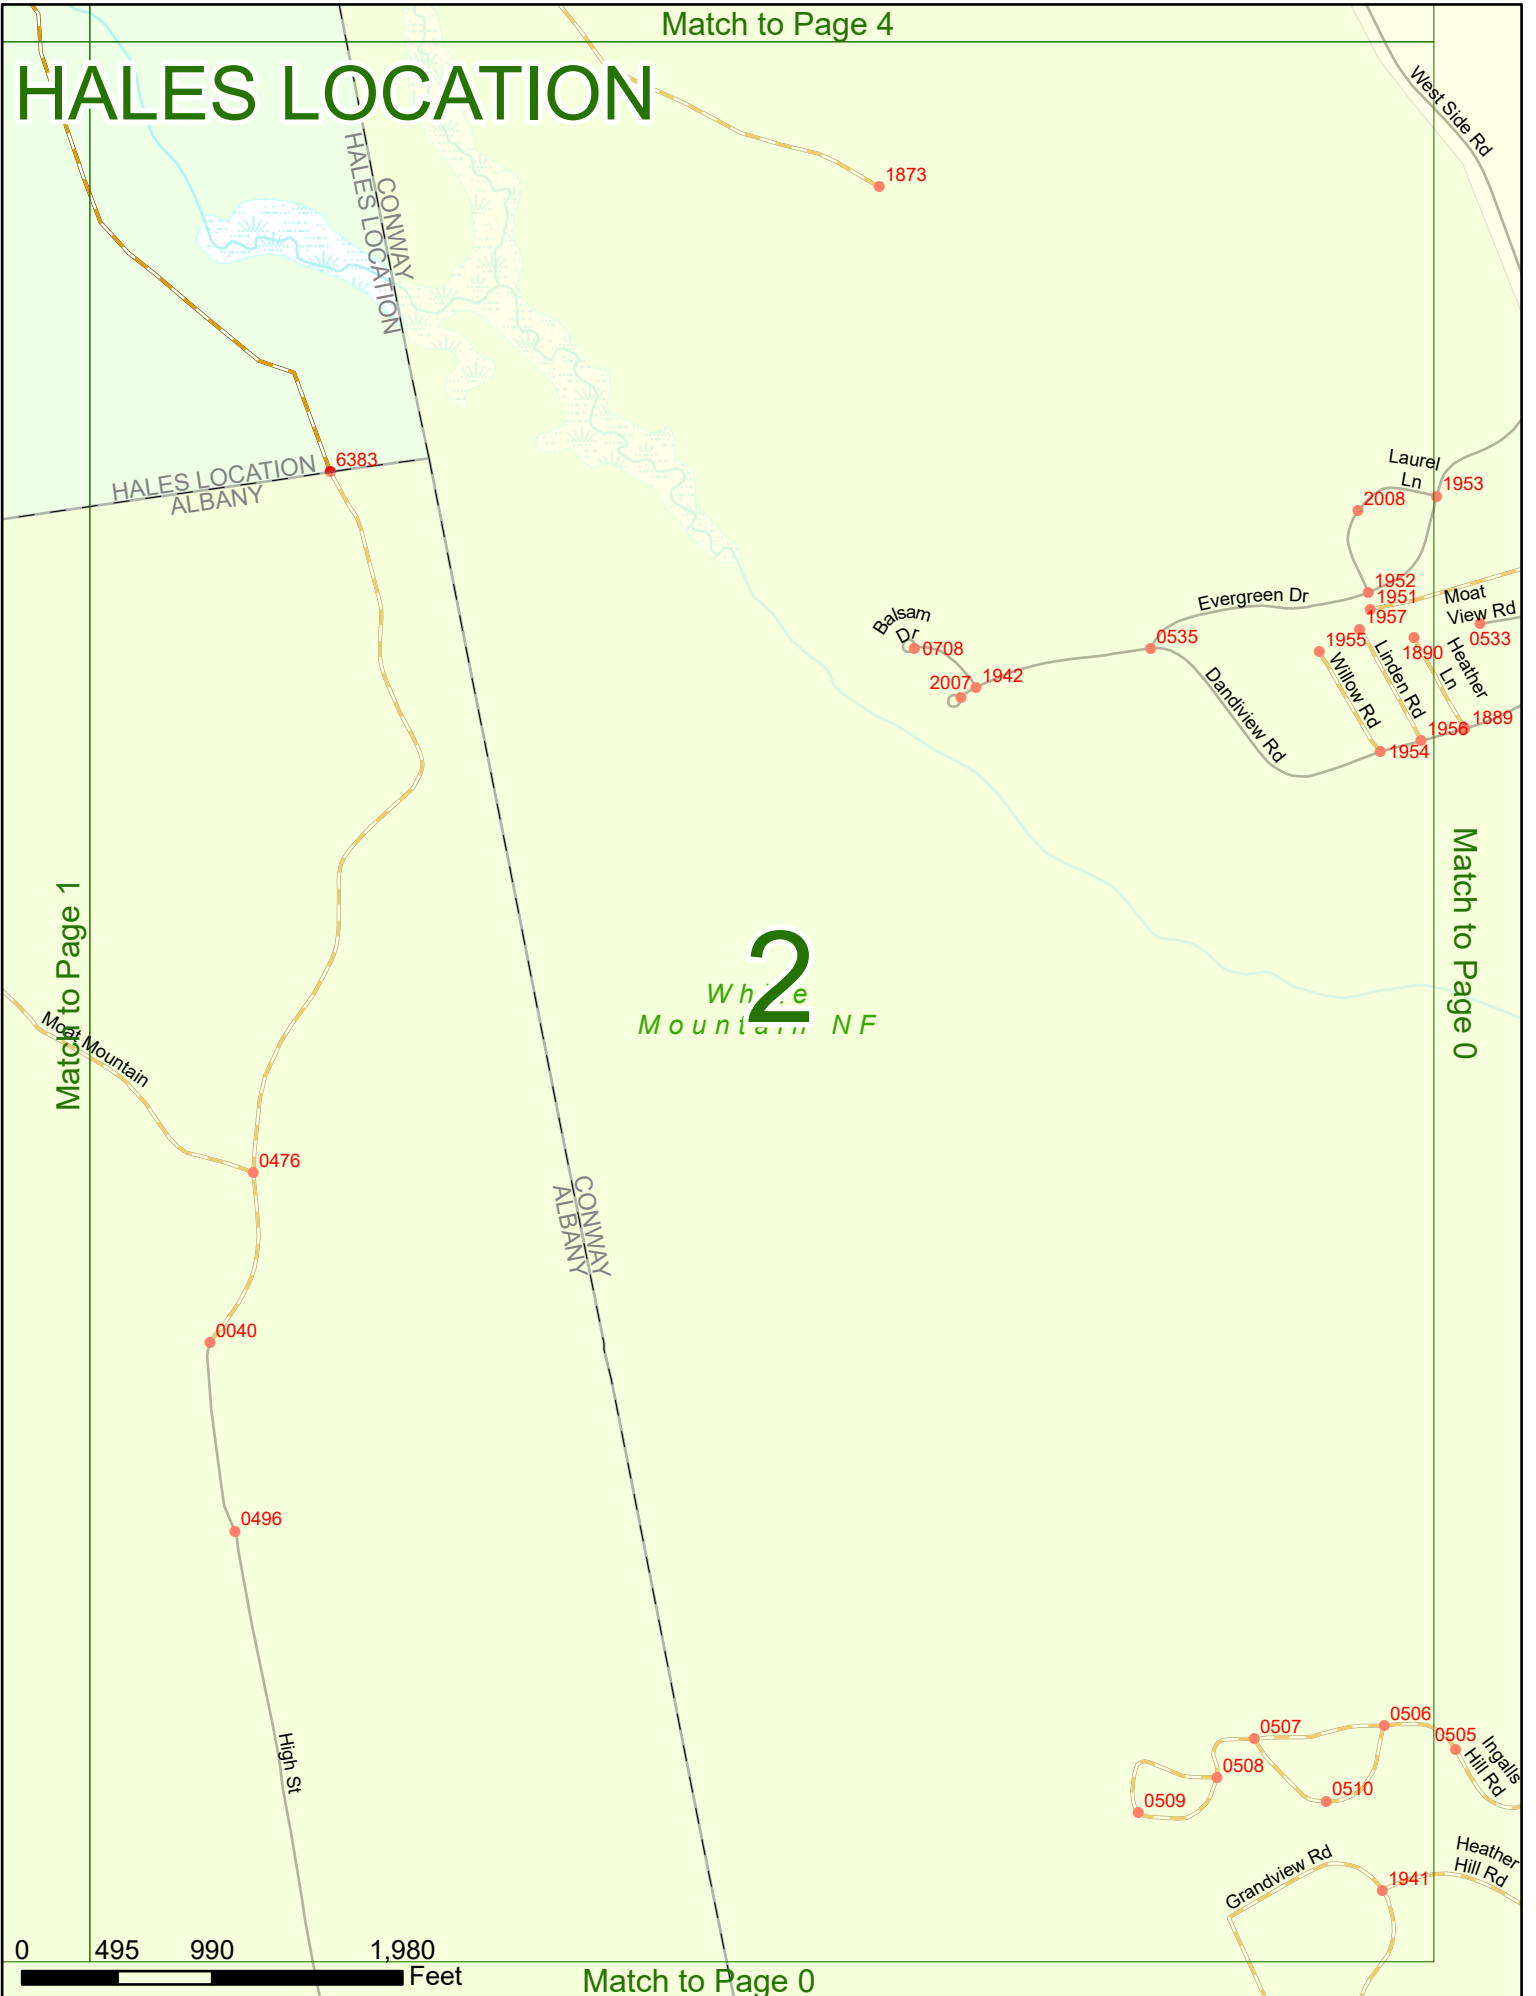 Match to Page 4
HALES LOCATION
West Side Rd
CONWAY
HALES LOCATION
1873
6383
HALES LOCATION
ALBANY
Laurel
Ln
1953
2008
1952
1951
Evergreen Dr
Moat
View Rd
1957
0533
1955
1890
Balsam
Dr
0708
0535
Heather
Ln
Linden Rd
Willow Rd
2007
1942
Dandiview Rd
1889
1956
1954
Match to Page 1
Match to Page 0
2
White
Mountain NF
Moat Mountain
0476
CONWAY
ALBANY
0040
0496
High St
0506
0507
0505
Ingalls
Hill Rd
0508
0510
0509
Grandview Rd
Heather
Hill Rd
1941
0 495 990 1,980
Feet
Match to Page 0